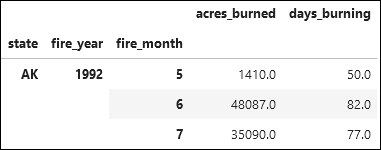 acres_burned days_burning
state fire_year fire_month
AK 1992 5 1410.0 50.0
6 48087.0 82.0
7 35090.0 77.0